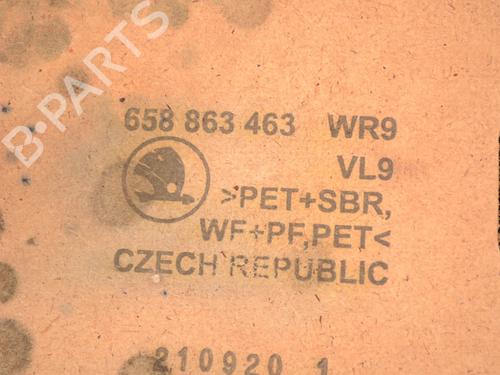 B-PARTS
658 863 463 WR9
VL9
>PET+SBR,
WF+PF,PET<
CZECH REPUBLIC
210920 1